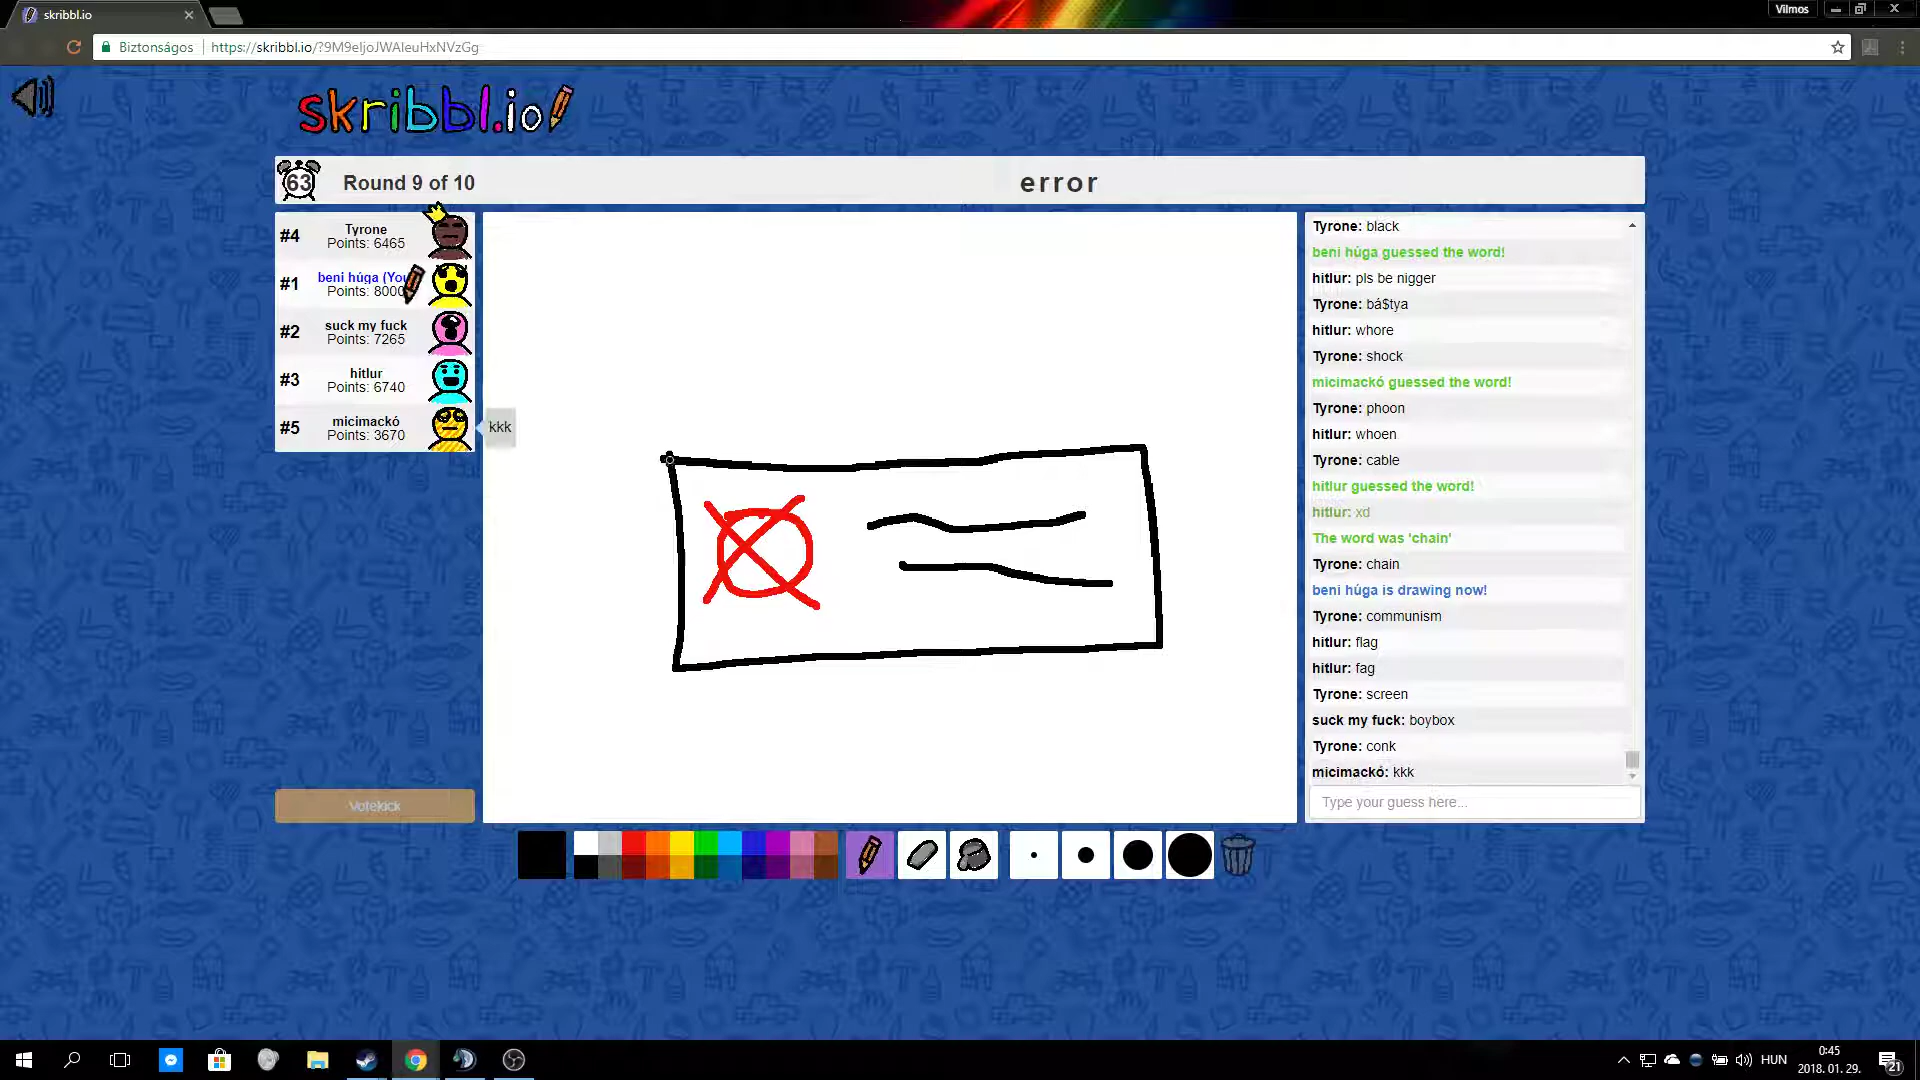 skribbl.io
Vilmos
Biztonságos
https://skribbl.io/?9M9eljoJWAleuHxNVzGg
skribbl.io
63
Round 9 of 10
error
#4
Tyrone
Points: 6465
#1
beni húga (You
Points: 8000
#2
suck my fuck
Points: 7265
#3
hitlur
Points: 6740
#5
micimackó
Points: 3670
kkk
Votekick
Tyrone: black
beni húga guessed the word!
hitlur: pls be nigger
Tyrone: bá$tya
hitlur: whore
Tyrone: shock
micimackó guessed the word!
Tyrone: phoon
hitlur: whoen
Tyrone: cable
hitlur guessed the word!
hitlur: xd
The word was 'chain'
Tyrone: chain
beni húga is drawing now!
Tyrone: communism
hitlur: flag
hitlur: fag
Tyrone: screen
suck my fuck: boybox
Tyrone: conk
micimackó: kkk
Type your guess here...
HUN
0:45
2018. 01. 29.
21